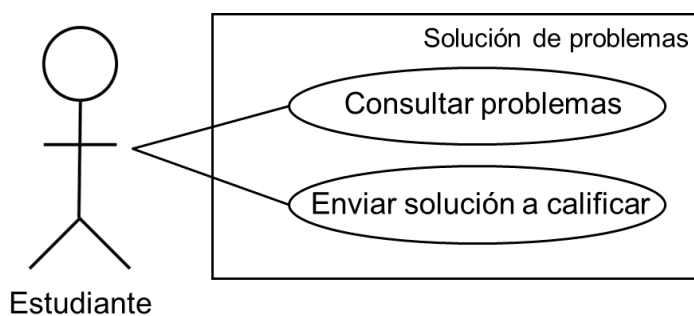 Solución de problemas
Consultar problemas
Enviar solución a calificar
Estudiante